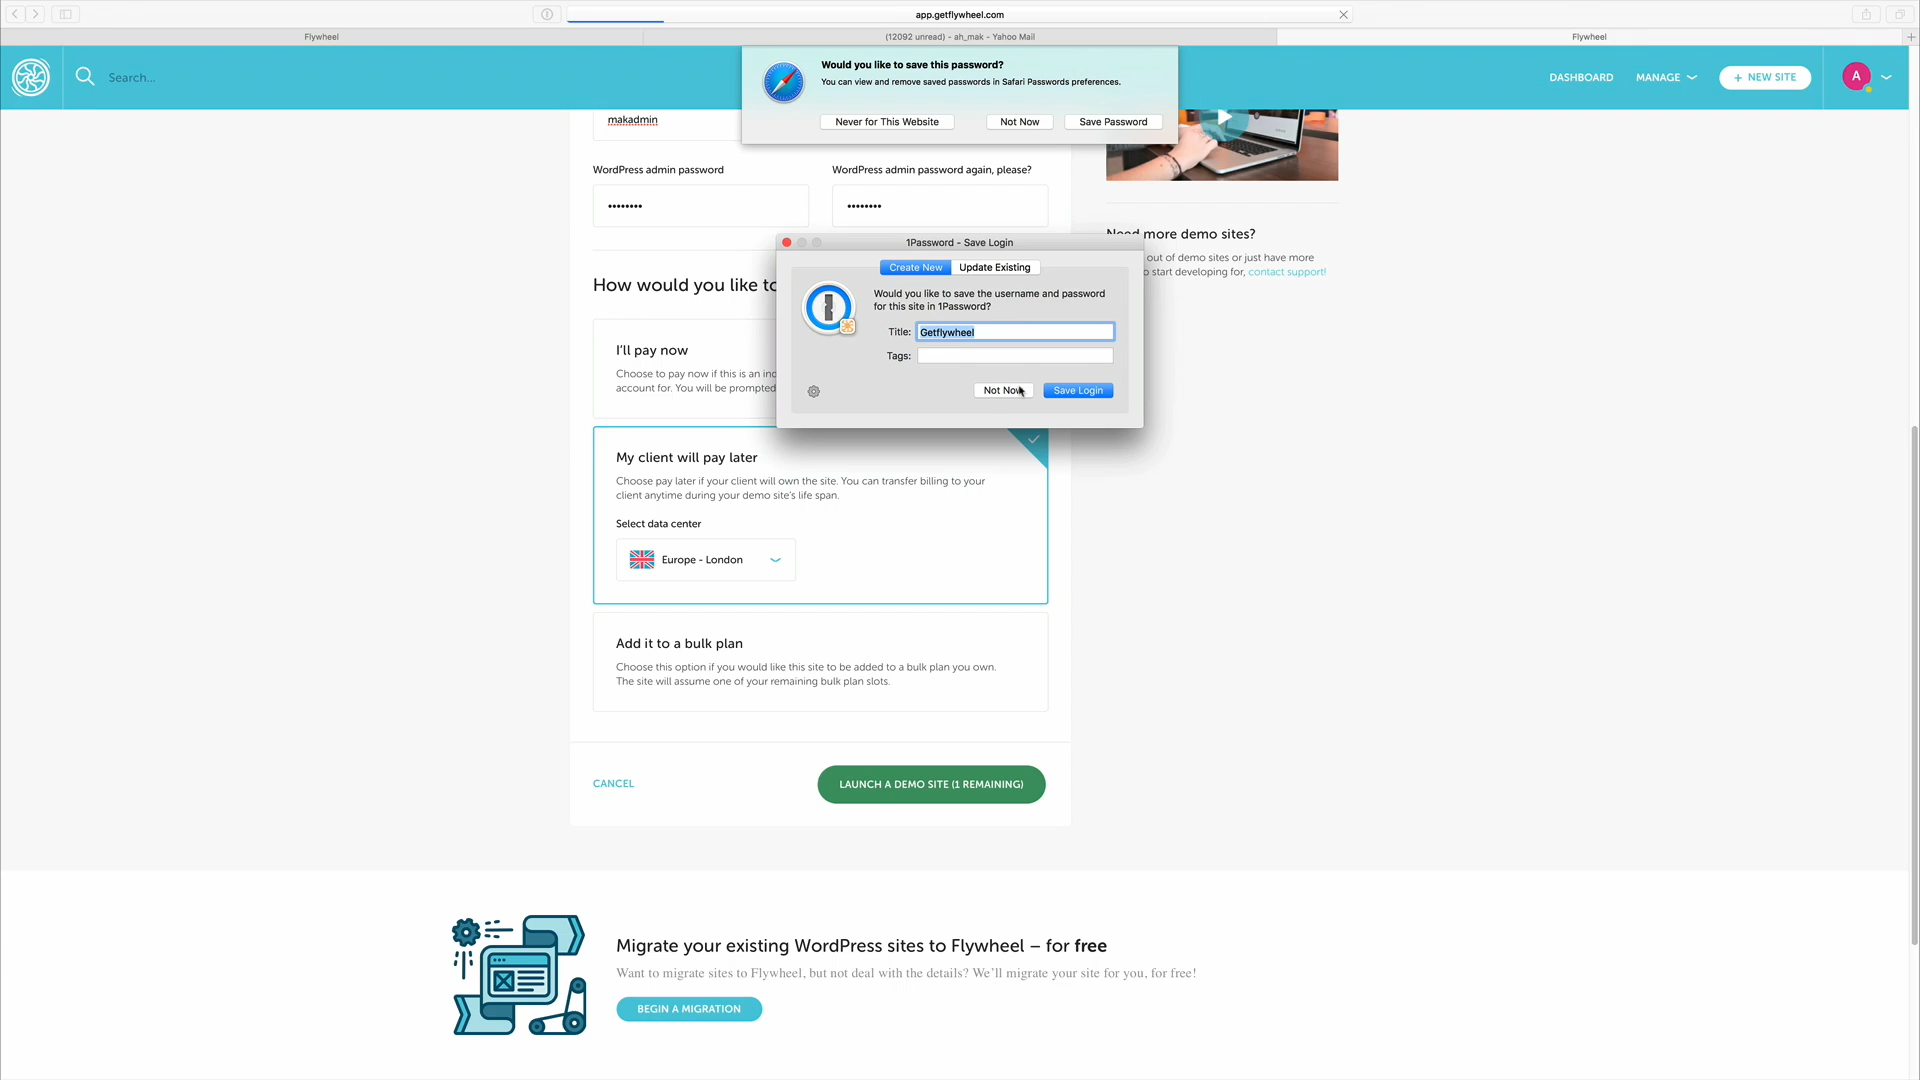 app.getflywheel.com
Flywheel
(12092 unread) - ah_mak - Yahoo Mail
Flywheel
Search...
DASHBOARD
MANAGE
+ NEW SITE
A
Would you like to save this password?
You can view and remove saved passwords in Safari Passwords preferences.
Never for This Website
Not Now
Save Password
makadmin
WordPress admin password
WordPress admin password again, please?
••••••••
••••••••
Need more demo sites?
out of demo sites or just have more
start developing for, contact support!
1Password - Save Login
Create New
Update Existing
Would you like to save the username and password
for this site in 1Password?
Title:
Getflywheel
Tags:
Not Now
Save Login
How would you like to
I'll pay now
Choose to pay now if this is an
account for. You will be prompted
My client will pay later
Choose pay later if your client will own the site. You can transfer billing to your
client anytime during your demo site's life span.
Select data center
Europe - London
Add it to a bulk plan
Choose this option if you would like this site to be added to a bulk plan you own.
The site will assume one of your remaining bulk plan slots.
CANCEL
LAUNCH A DEMO SITE (1 REMAINING)
Migrate your existing WordPress sites to Flywheel – for free
Want to migrate sites to Flywheel, but not deal with the details? We'll migrate your site for you, for free!
BEGIN A MIGRATION